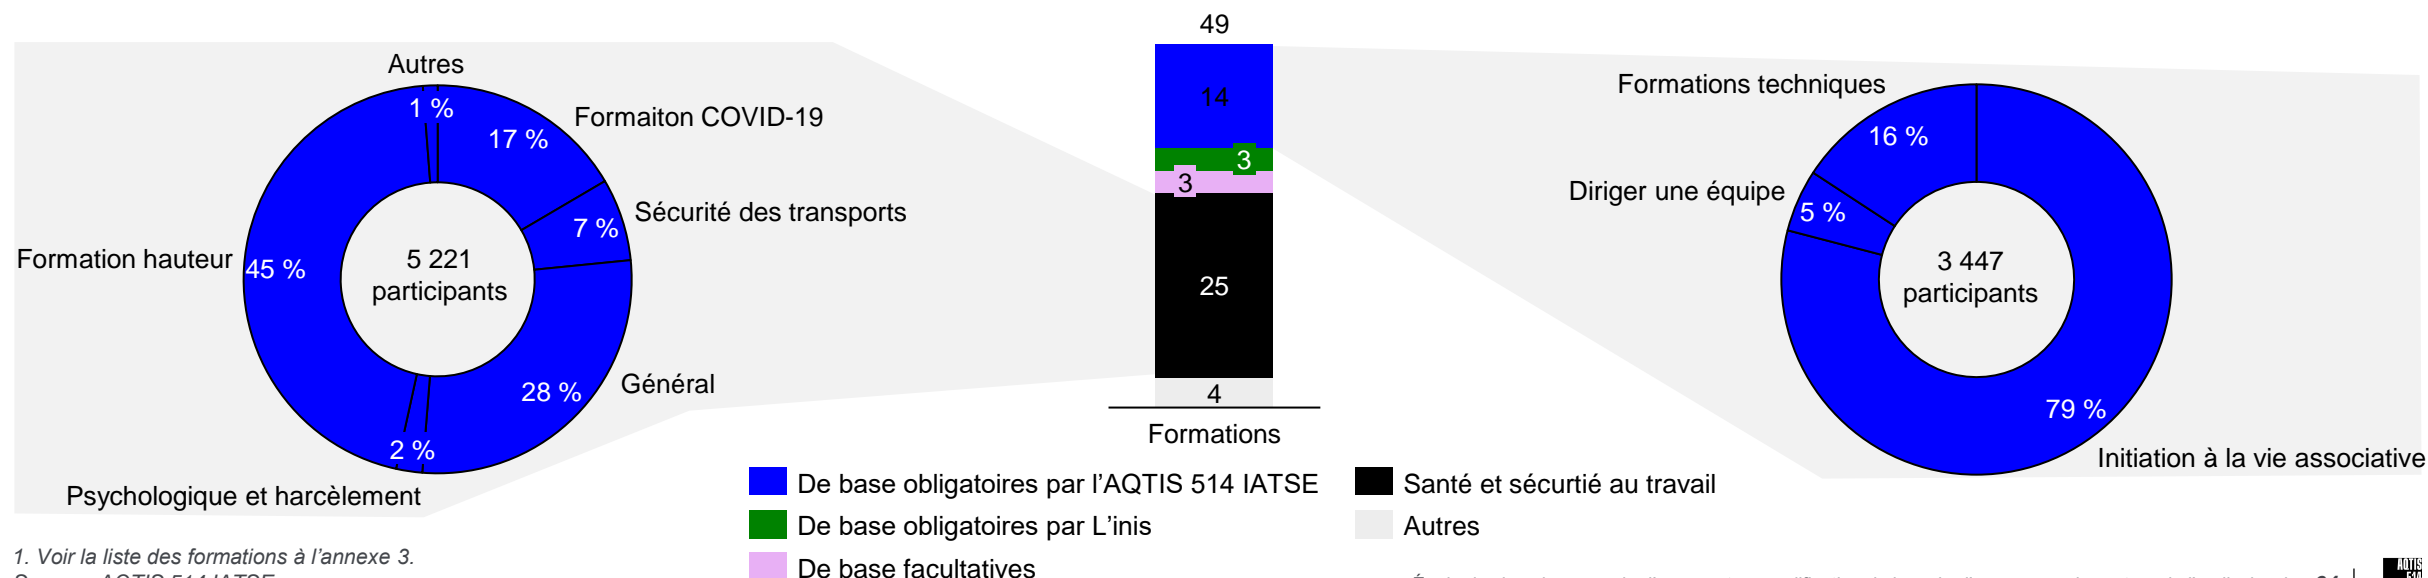 49
Autres
1 %
Formaiton COVID-19
17 %
Sécurité des transports
7 %
Formation hauteur
45 %
5 221
participants
Général
28 %
2 %
Psychologique et harcèlement
14
3
3
25
4
Formations
Formations techniques
16 %
Diriger une équipe
5 %
3 447
participants
79 %
Initiation à la vie associative
De base obligatoires par l'AQTIS 514 IATSE
De base obligatoires par L'inis
De base facultatives
Santé et sécurtié au travail
Autres
1. Voir la liste des formations à l'annexe 3.
AQTIS 514 IATSE